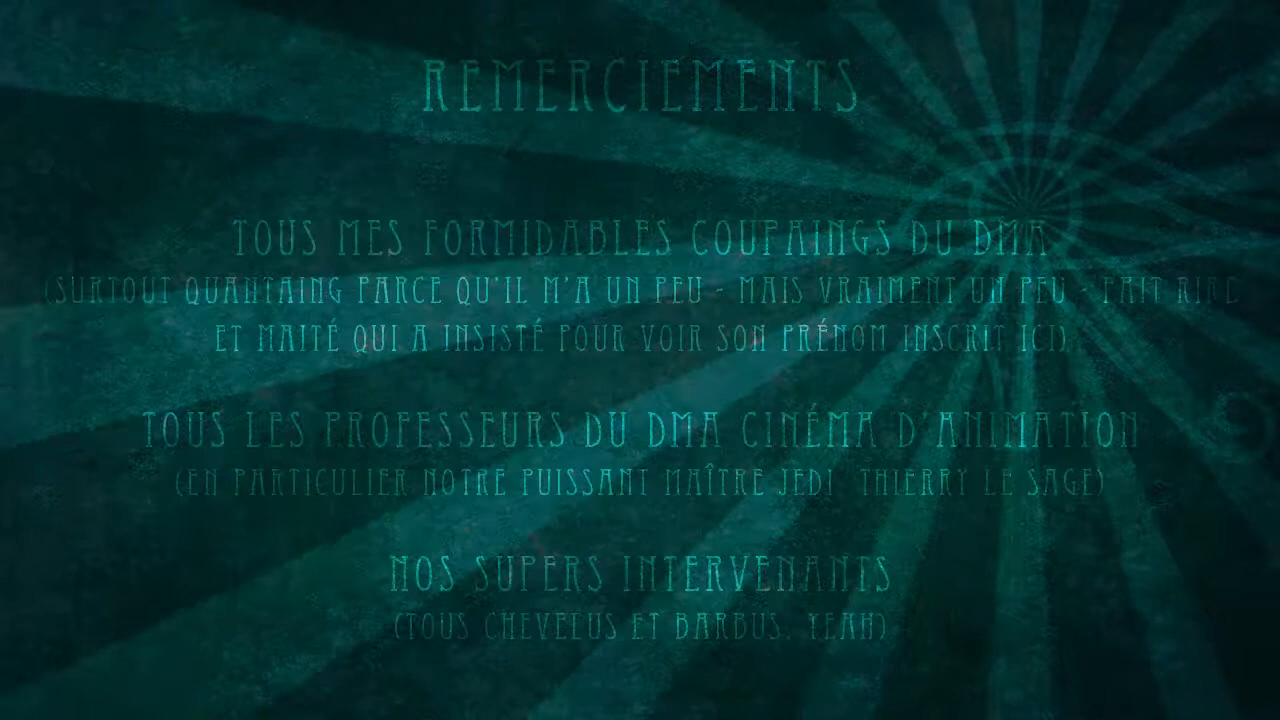 REMERCIEMENTS
TOUS MES FORMIDABLES COUPAINGS DU DMA
(SURTOUT QUANTAING PARCE QU'IL M'A UN PEU - MAIS VRAIMENT UN PEU - FAIT RIRE
ET MAITÉ QUI A INSISTÉ POUR VOIR SON PRÉNOM INSCRIT ICI)
TOUS LES PROFESSEURS DU DMA CINÉMA D'ANIMATION
(EN PARTICULIER NOTRE PUISSANT MAÎTRE JEDI, THIERRY LE SAGE)
NOS SUPERS INTERVENANTS
(TOUS CHEVELUS ET BARBUS. YEAH)